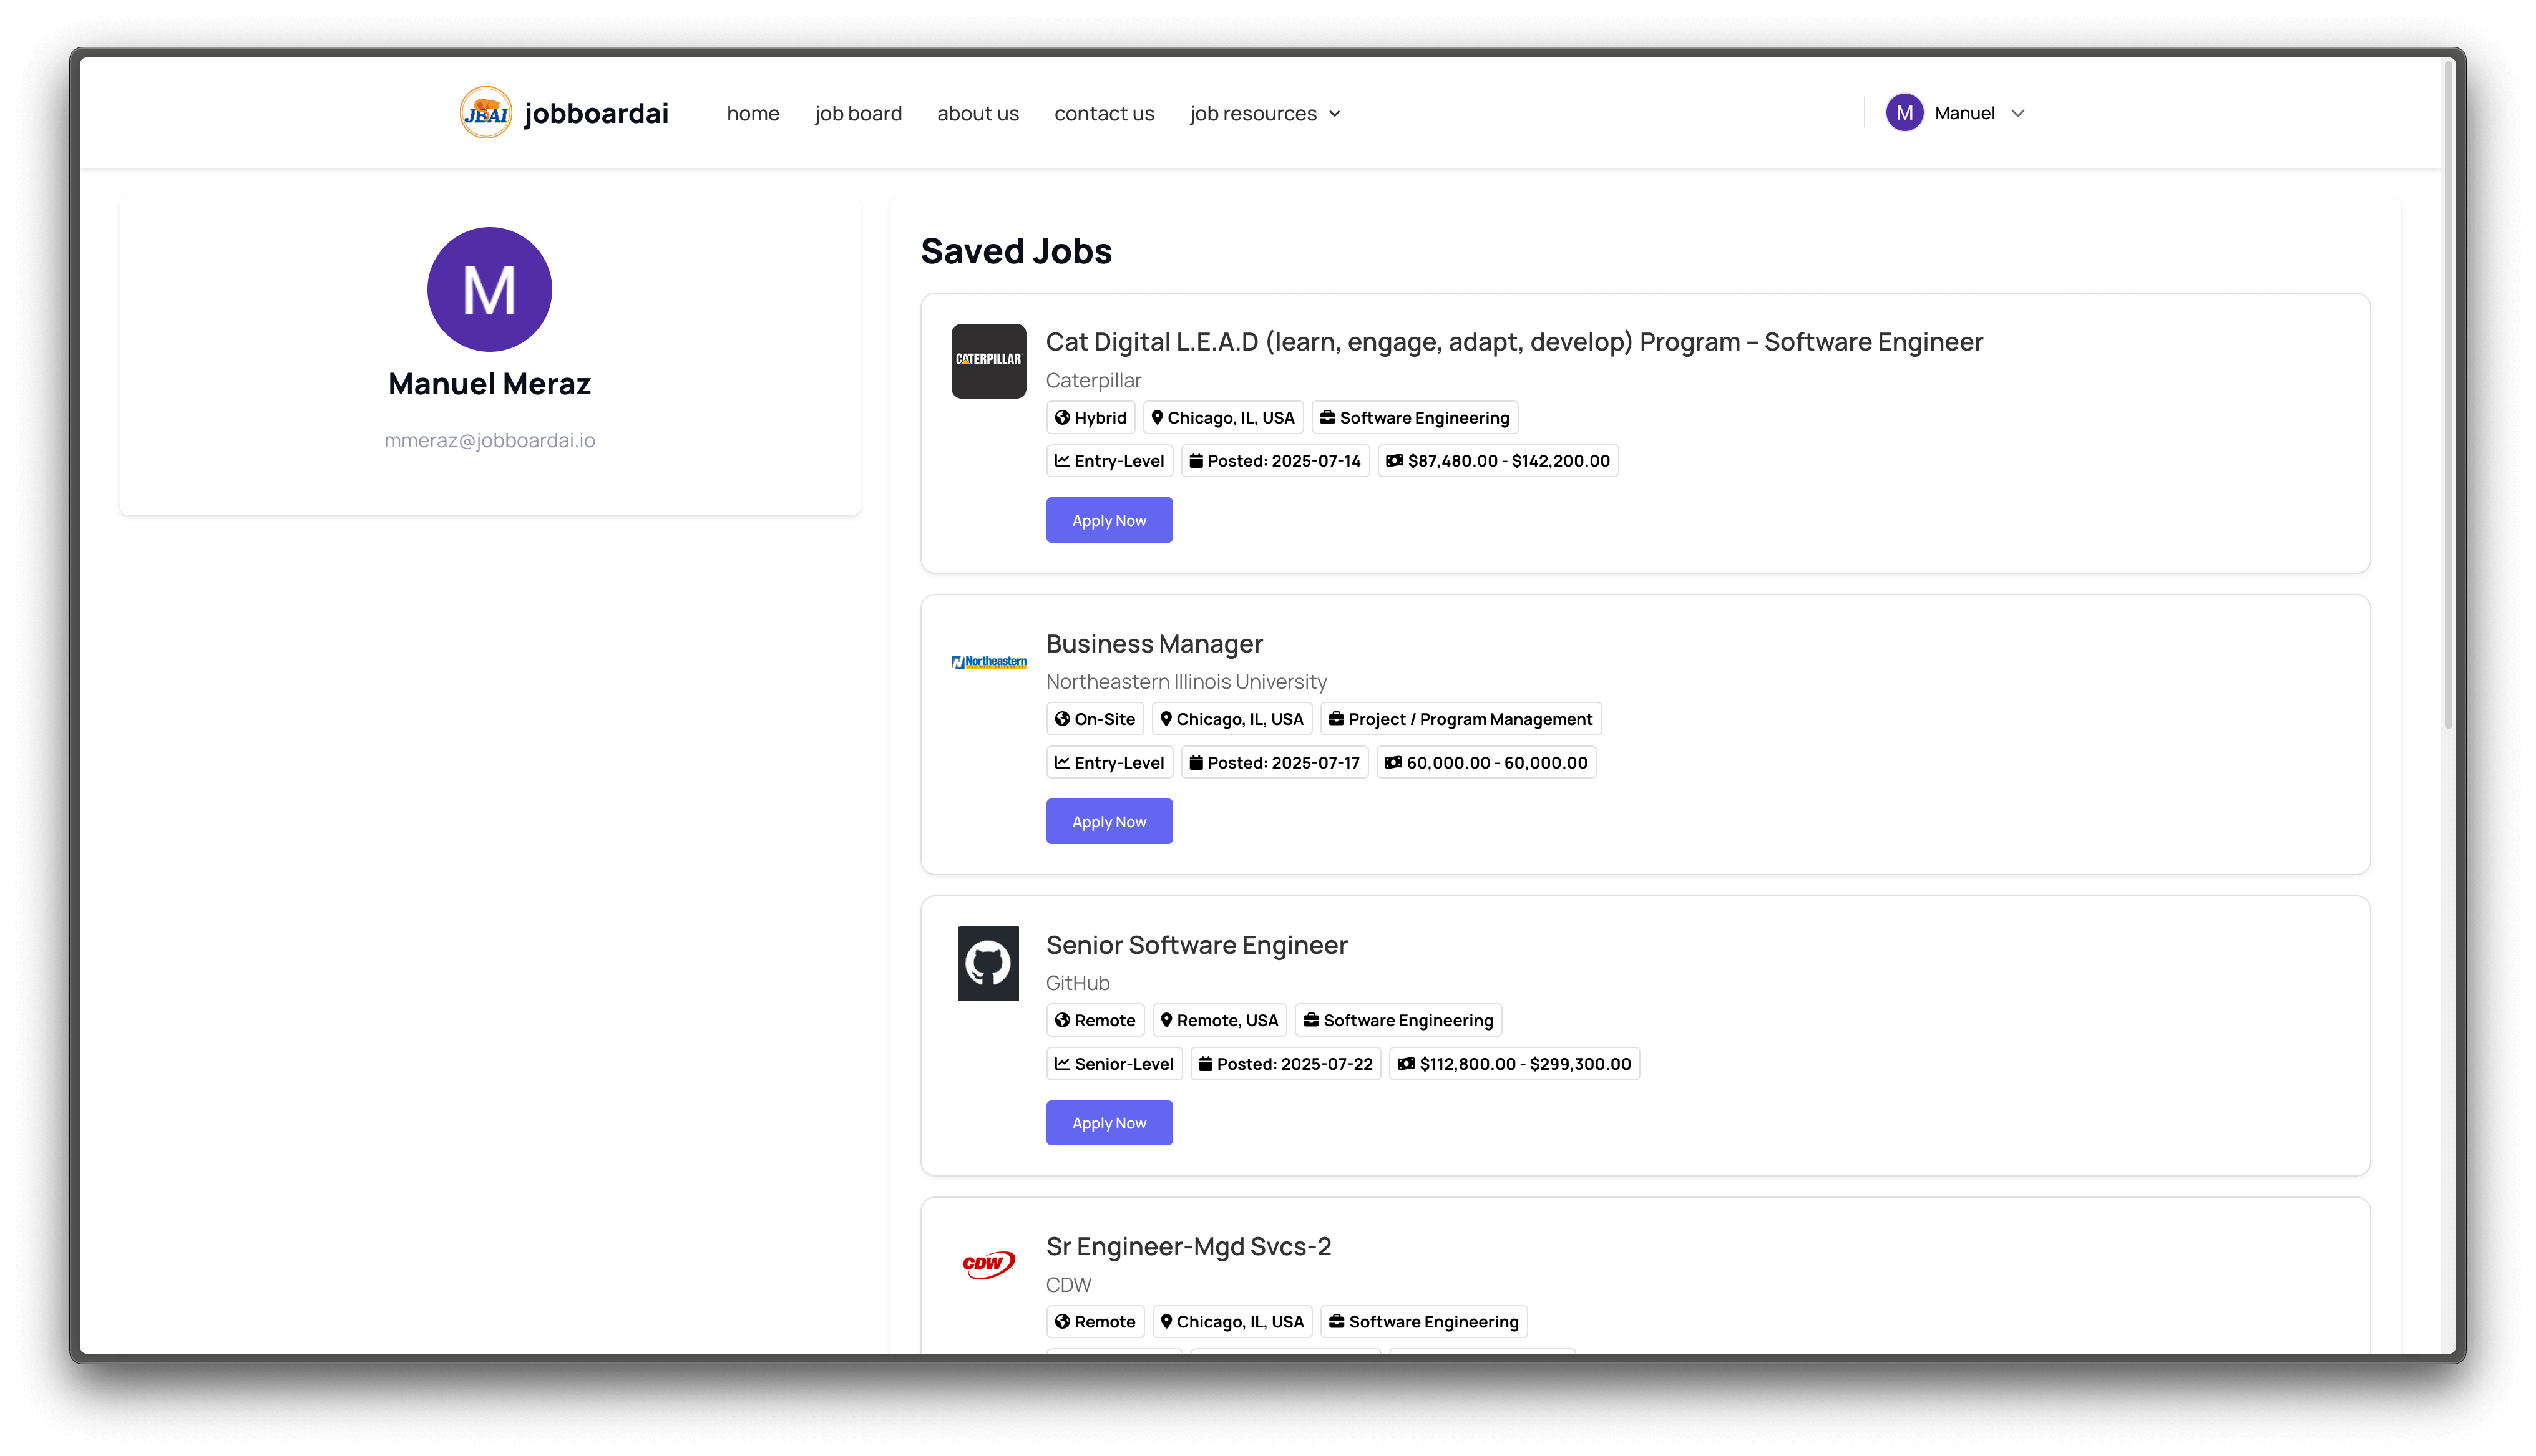 JBAI jobboardai home job board about us contact us job resources M Manuel
M
Manuel Meraz
mmeraz@jobboardai.io
Saved Jobs
CATERPILLAR
Cat Digital L.E.A.D (learn, engage, adapt, develop) Program – Software Engineer
Caterpillar
Hybrid Chicago, IL, USA Software Engineering
Entry-Level Posted: 2025-07-14 $87,480.00 - $142,200.00
Apply Now
Northeastern
Business Manager
Northeastern Illinois University
On-Site Chicago, IL, USA Project / Program Management
Entry-Level Posted: 2025-07-17 60,000.00 - 60,000.00
Apply Now
Senior Software Engineer
GitHub
Remote Remote, USA Software Engineering
Senior-Level Posted: 2025-07-22 $112,800.00 - $299,300.00
Apply Now
CDW
Sr Engineer-Mgd Svcs-2
CDW
Remote Chicago, IL, USA Software Engineering